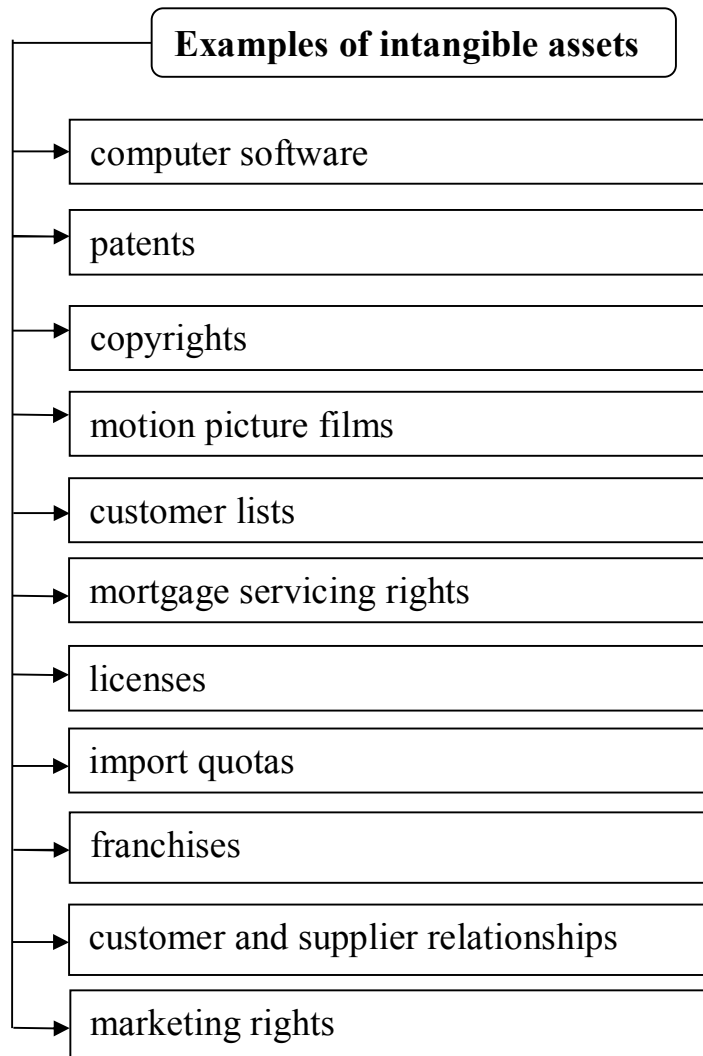 Examples of intangible assets
computer software
patents
copyrights
motion picture films
customer lists
mortgage servicing rights
licenses
import quotas
franchises
customer and supplier relationships
marketing rights